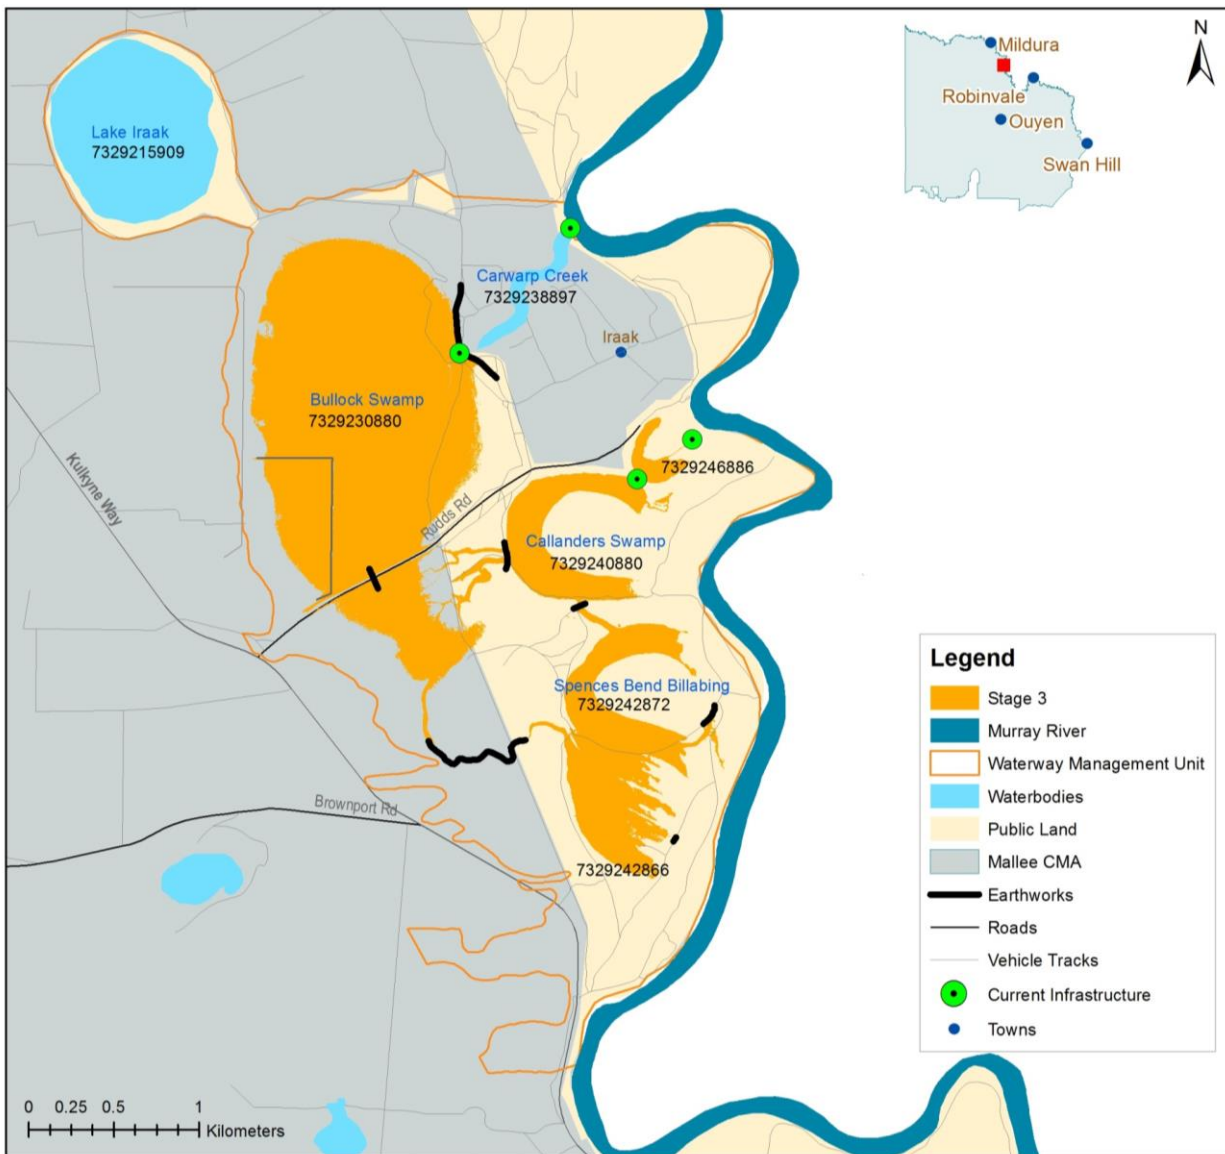 N
Mildura
Robinvale
Ouyen
Swan Hill
Lake Iraak
7329215909
Carwarp Creek
7329238897
Iraak
Bullock Swamp
7329230880
Kulkyne Way
Rudds Rd
7329246886
Callanders Swamp
7329240880
Spences Bend Billabing
7329242872
Brownport Rd
7329242866
Legend
Stage 3
Murray River
Waterway Management Unit
Waterbodies
Public Land
Mallee CMA
Earthworks
Roads
Vehicle Tracks
Current Infrastructure
Towns
0 0.25 0.5 1
Kilometers